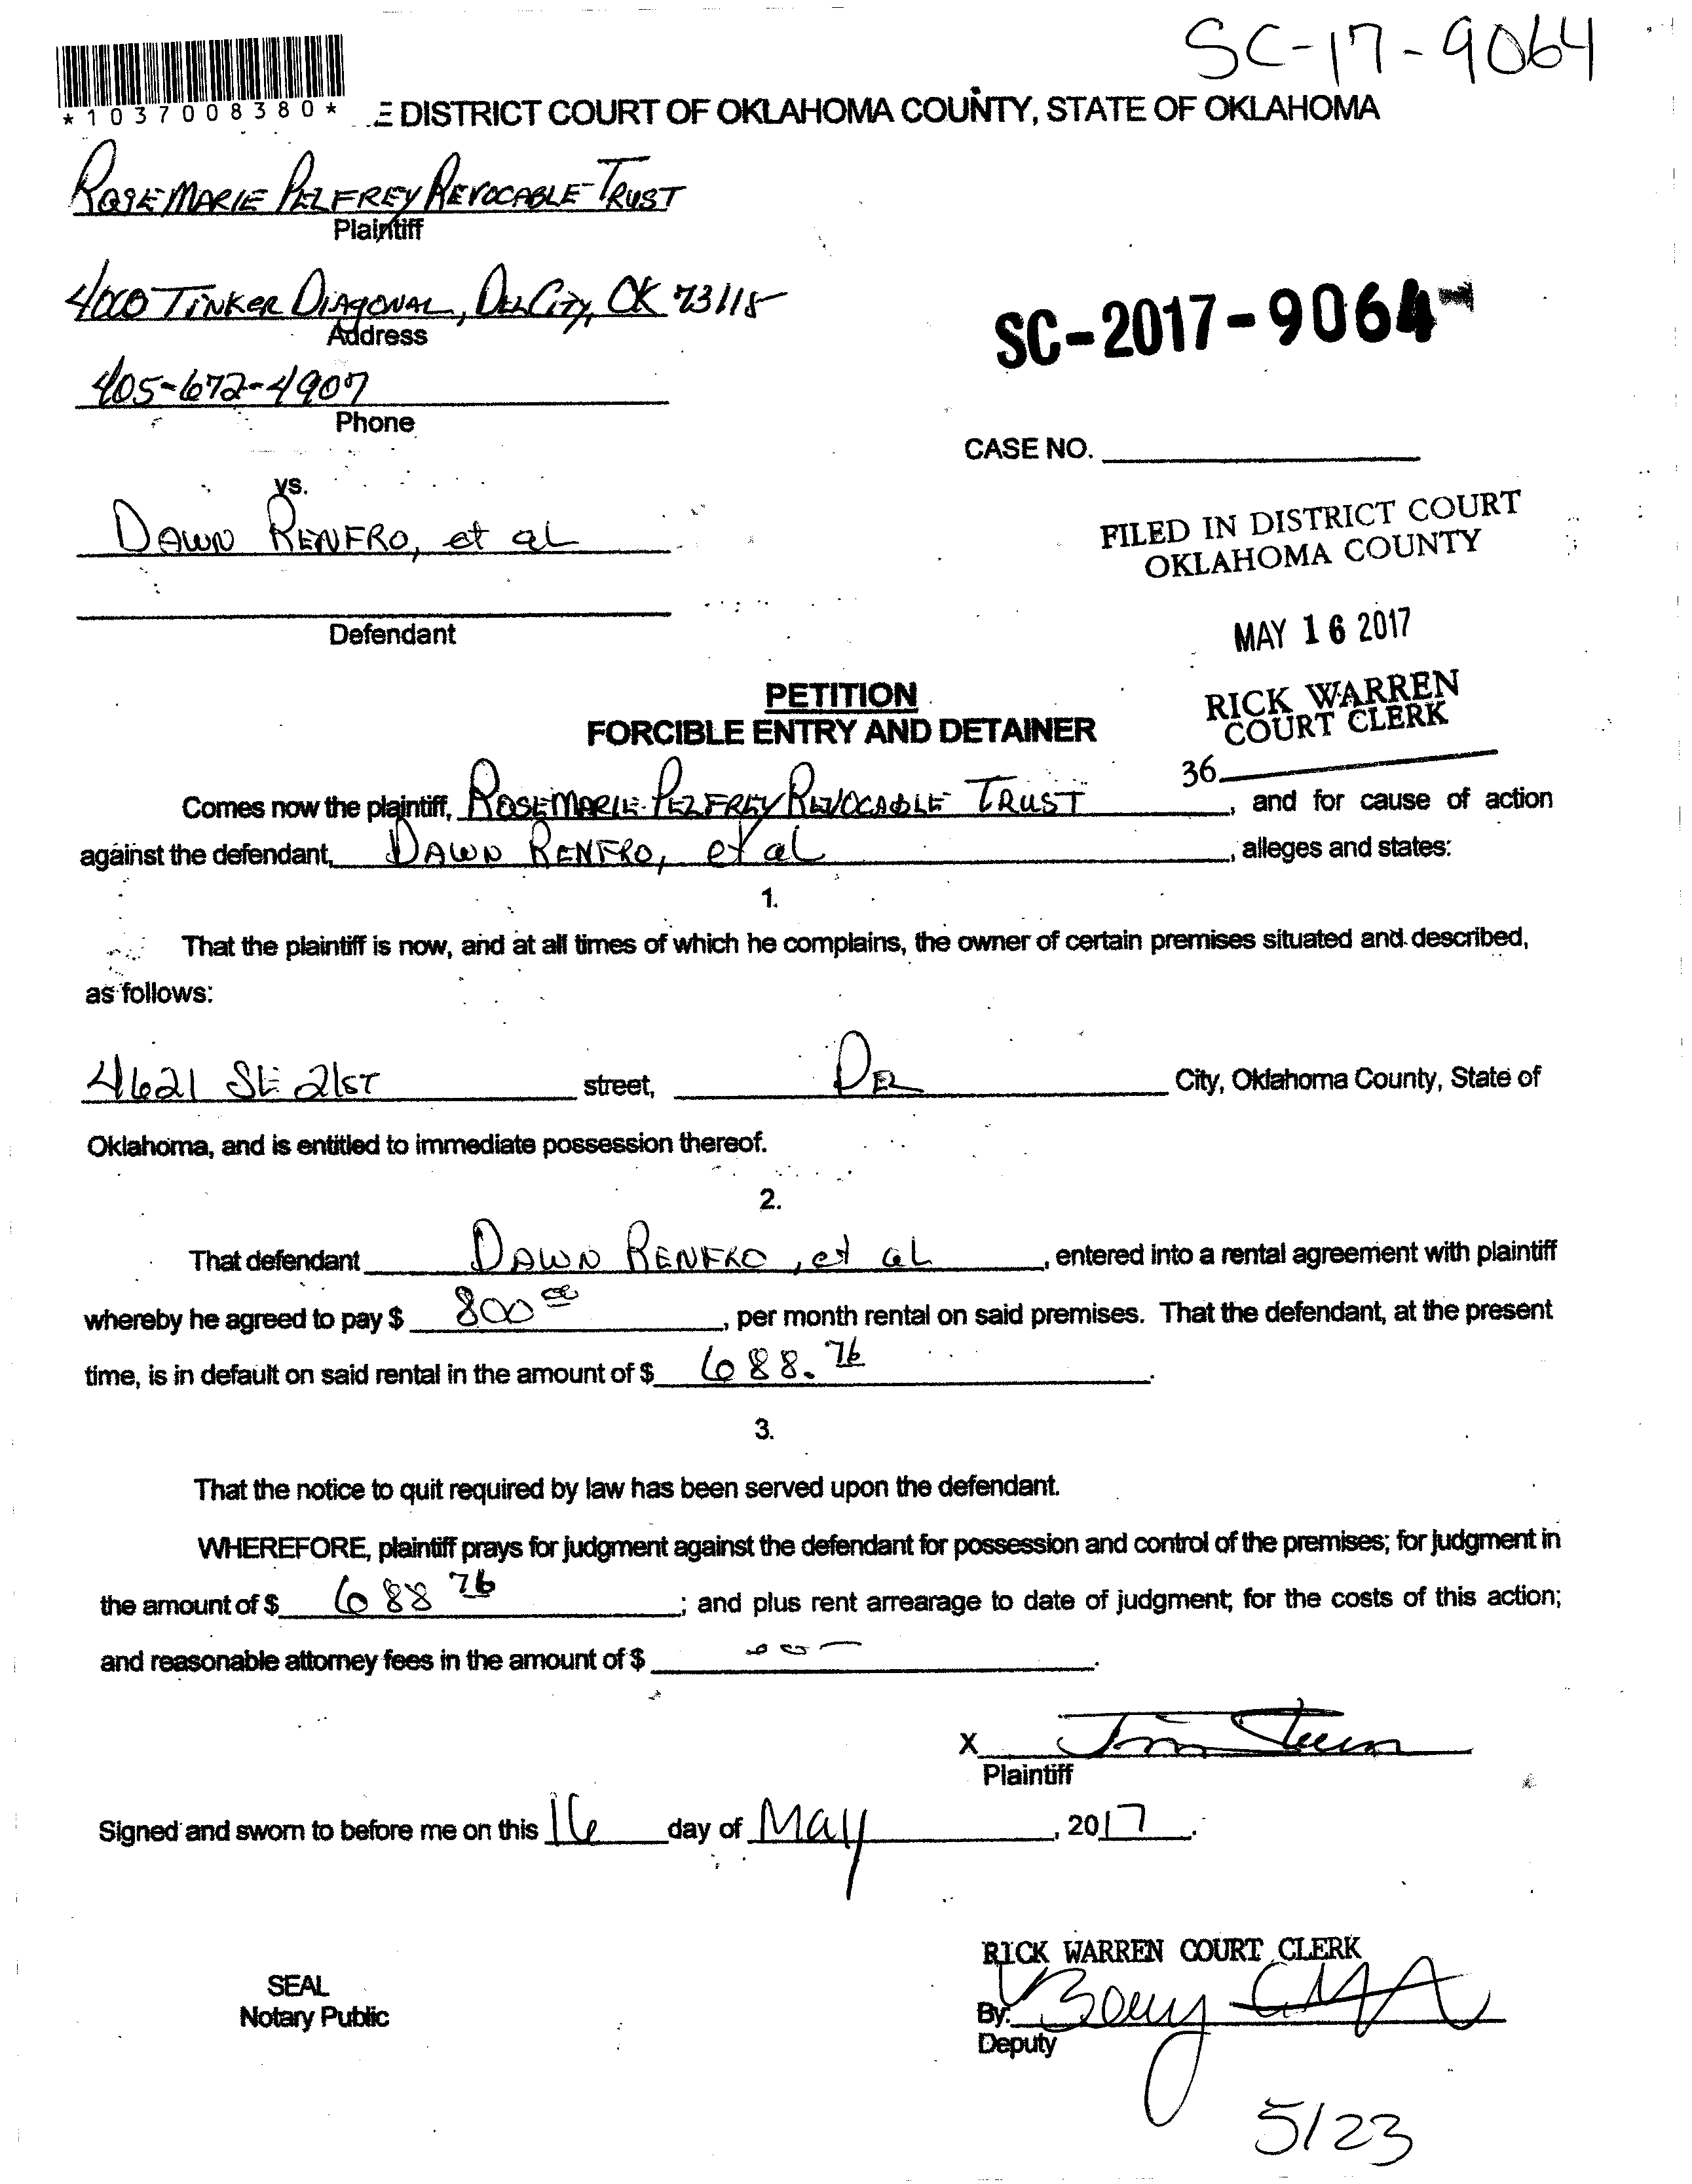 SC-17-9064
*1037008380*
E DISTRICT COURT OF OKLAHOMA COUNTY, STATE OF OKLAHOMA
ROSEMARIE PELFREY REVOCABLE TRUST
Plaintiff
4000 TINKER DIAGONAL, DEL CITY, OK 73115
Address
SC-2017-9064
405-672-4907
Phone
CASE NO.
vs.
DAWN RENFRO, et al
FILED IN DISTRICT COURT
OKLAHOMA COUNTY
Defendant
MAY 16 2017
PETITION
FORCIBLE ENTRY AND DETAINER
RICK WARREN
COURT CLERK
36
Comes now the plaintiff, ROSEMARIE PELFREY REVOCABLE TRUST, and for cause of action
against the defendant, DAWN RENFRO, et al, alleges and states:
1.
That the plaintiff is now, and at all times of which he complains, the owner of certain premises situated and described,
as follows:
4621 SE 21ST street, DEL City, Oklahoma County, State of
Oklahoma, and is entitled to immediate possession thereof.
2.
That defendant DAWN RENFRO, et al, entered into a rental agreement with plaintiff
whereby he agreed to pay $ 800 00, per month rental on said premises. That the defendant, at the present
time, is in default on said rental in the amount of $ 688.76.
3.
That the notice to quit required by law has been served upon the defendant.
WHEREFORE, plaintiff prays for judgment against the defendant for possession and control of the premises; for judgment in
the amount of $ 688 76; and plus rent arrearage to date of judgment; for the costs of this action;
and reasonable attorney fees in the amount of $
X
Plaintiff
Signed and sworn to before me on this 16 day of May, 2017.
RICK WARREN COURT CLERK
SEAL
Notary Public
By:
Deputy
5/23